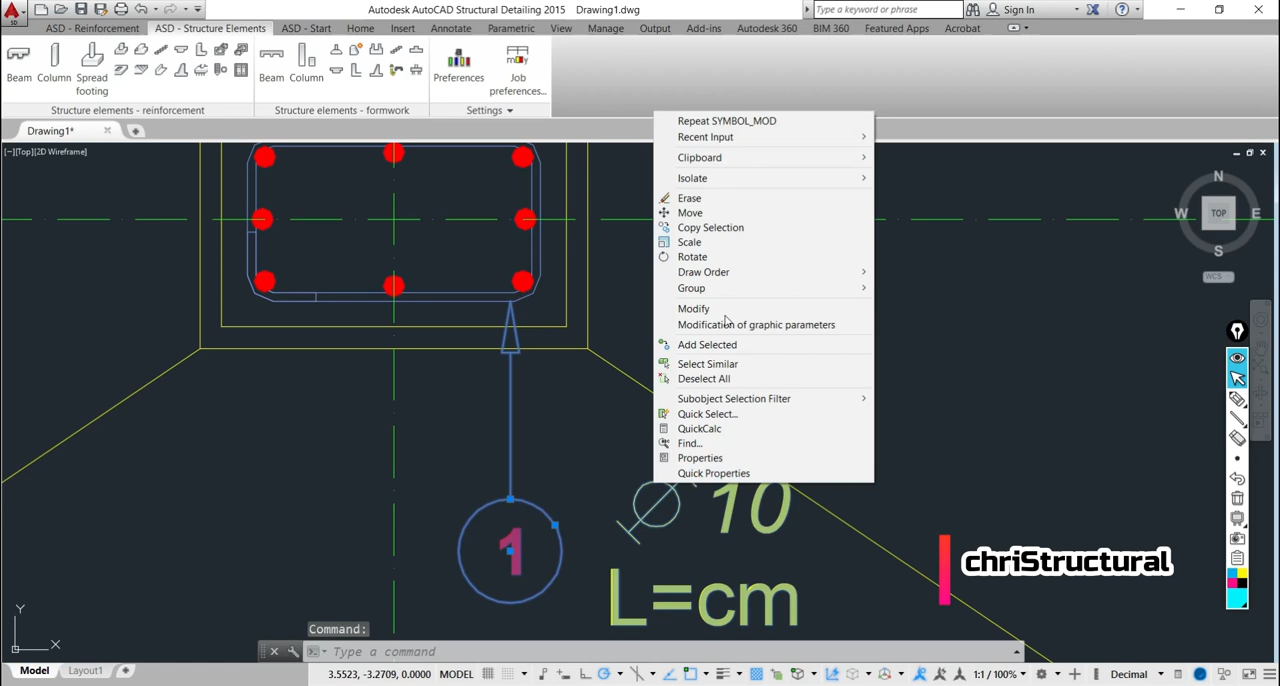 Autodesk AutoCAD Structural Detailing 2015 Drawing1.dwg
Type a keyword or phrase
Sign In
SD
ASD - Reinforcement
ASD - Structure Elements
ASD - Start
Home
Insert
Annotate
Parametric
View
Manage
Output
Add-ins
Autodesk 360
BIM 360
Featured Apps
Acrobat
Beam
Column
Spread
footing
Beam
Column
Preferences
Job
preferences...
Structure elements - reinforcement
Structure elements - formwork
Settings
Drawing1*
[−][Top][2D Wireframe]
Repeat SYMBOL_MOD
Recent Input
Clipboard
Isolate
Erase
Move
Copy Selection
Scale
Rotate
Draw Order
Group
Modify
Modification of graphic parameters
Add Selected
Select Similar
Deselect All
Subobject Selection Filter
Quick Select...
QuickCalc
Find...
Properties
Quick Properties
N
W
TOP
E
S
WCS
1
10
L=cm
chriStructural
Y
X
Command:
Type a command
Model
Layout1
3.5523, -3.2709, 0.0000
MODEL
1:1 / 100%
Decimal